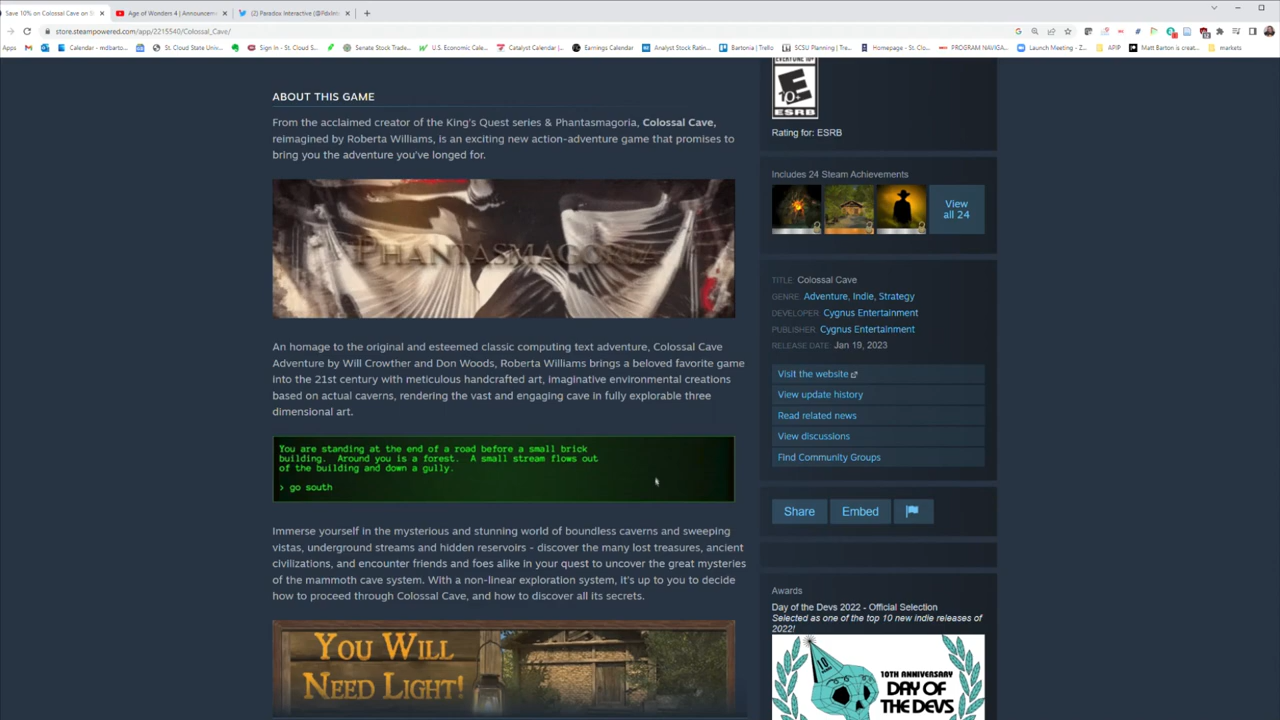 Save 10% on Colossal Cave on S
Age of Wonders 4 | Announcem
(2) Paradox Interactive (@PdxInt
store.steampowered.com/app/2215540/Colossal_Cave/
Apps
Calendar - mdbarto...
St. Cloud State Univ...
Sign In - St. Cloud S...
Senate Stock Trade...
U.S. Economic Cale...
Catalyst Calendar |...
Earnings Calendar
Analyst Stock Ratin...
Bartonia | Trello
SCSU Planning | Tre...
Homepage - St. Clo...
PROGRAM NAVIGA...
Launch Meeting - Z...
APIP
Matt Barton is creat...
markets
ABOUT THIS GAME
From the acclaimed creator of the King's Quest series & Phantasmagoria, Colossal Cave,
reimagined by Roberta Williams, is an exciting new action-adventure game that promises to
bring you the adventure you've longed for.
PHANTASMAGORIA
An homage to the original and esteemed classic computing text adventure, Colossal Cave
Adventure by Will Crowther and Don Woods, Roberta Williams brings a beloved favorite game
into the 21st century with meticulous handcrafted art, imaginative environmental creations
based on actual caverns, rendering the vast and engaging cave in fully explorable three
dimensional art.
You are standing at the end of a road before a small brick
building. Around you is a forest. A small stream flows out
of the building and down a gully.
> go south
Immerse yourself in the mysterious and stunning world of boundless caverns and sweeping
vistas, underground streams and hidden reservoirs - discover the many lost treasures, ancient
civilizations, and encounter friends and foes alike in your quest to uncover the great mysteries
of the mammoth cave system. With a non-linear exploration system, it's up to you to decide
how to proceed through Colossal Cave, and how to discover all its secrets.
YOU WILL
NEED LIGHT!
EVERYONE 10+
E 10+
ESRB
Rating for: ESRB
Includes 24 Steam Achievements
View
all 24
TITLE: Colossal Cave
GENRE: Adventure, Indie, Strategy
DEVELOPER: Cygnus Entertainment
PUBLISHER: Cygnus Entertainment
RELEASE DATE: Jan 19, 2023
Visit the website
View update history
Read related news
View discussions
Find Community Groups
Share
Embed
Awards
Day of the Devs 2022 - Official Selection
Selected as one of the top 10 new indie releases of
2022!
10
10TH ANNIVERSARY
DAY OF
THE DEVS